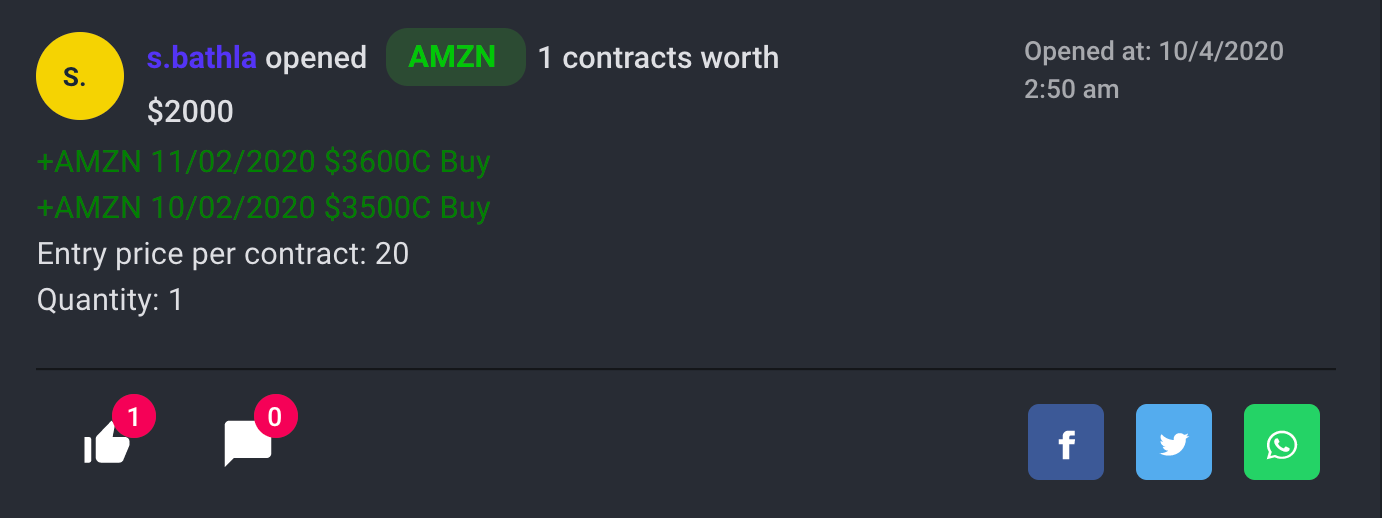 S.
s.bathla opened AMZN 1 contracts worth
$2000
Opened at: 10/4/2020
2:50 am
+AMZN 11/02/2020 $3600C Buy
+AMZN 10/02/2020 $3500C Buy
Entry price per contract: 20
Quantity: 1
1
0
f